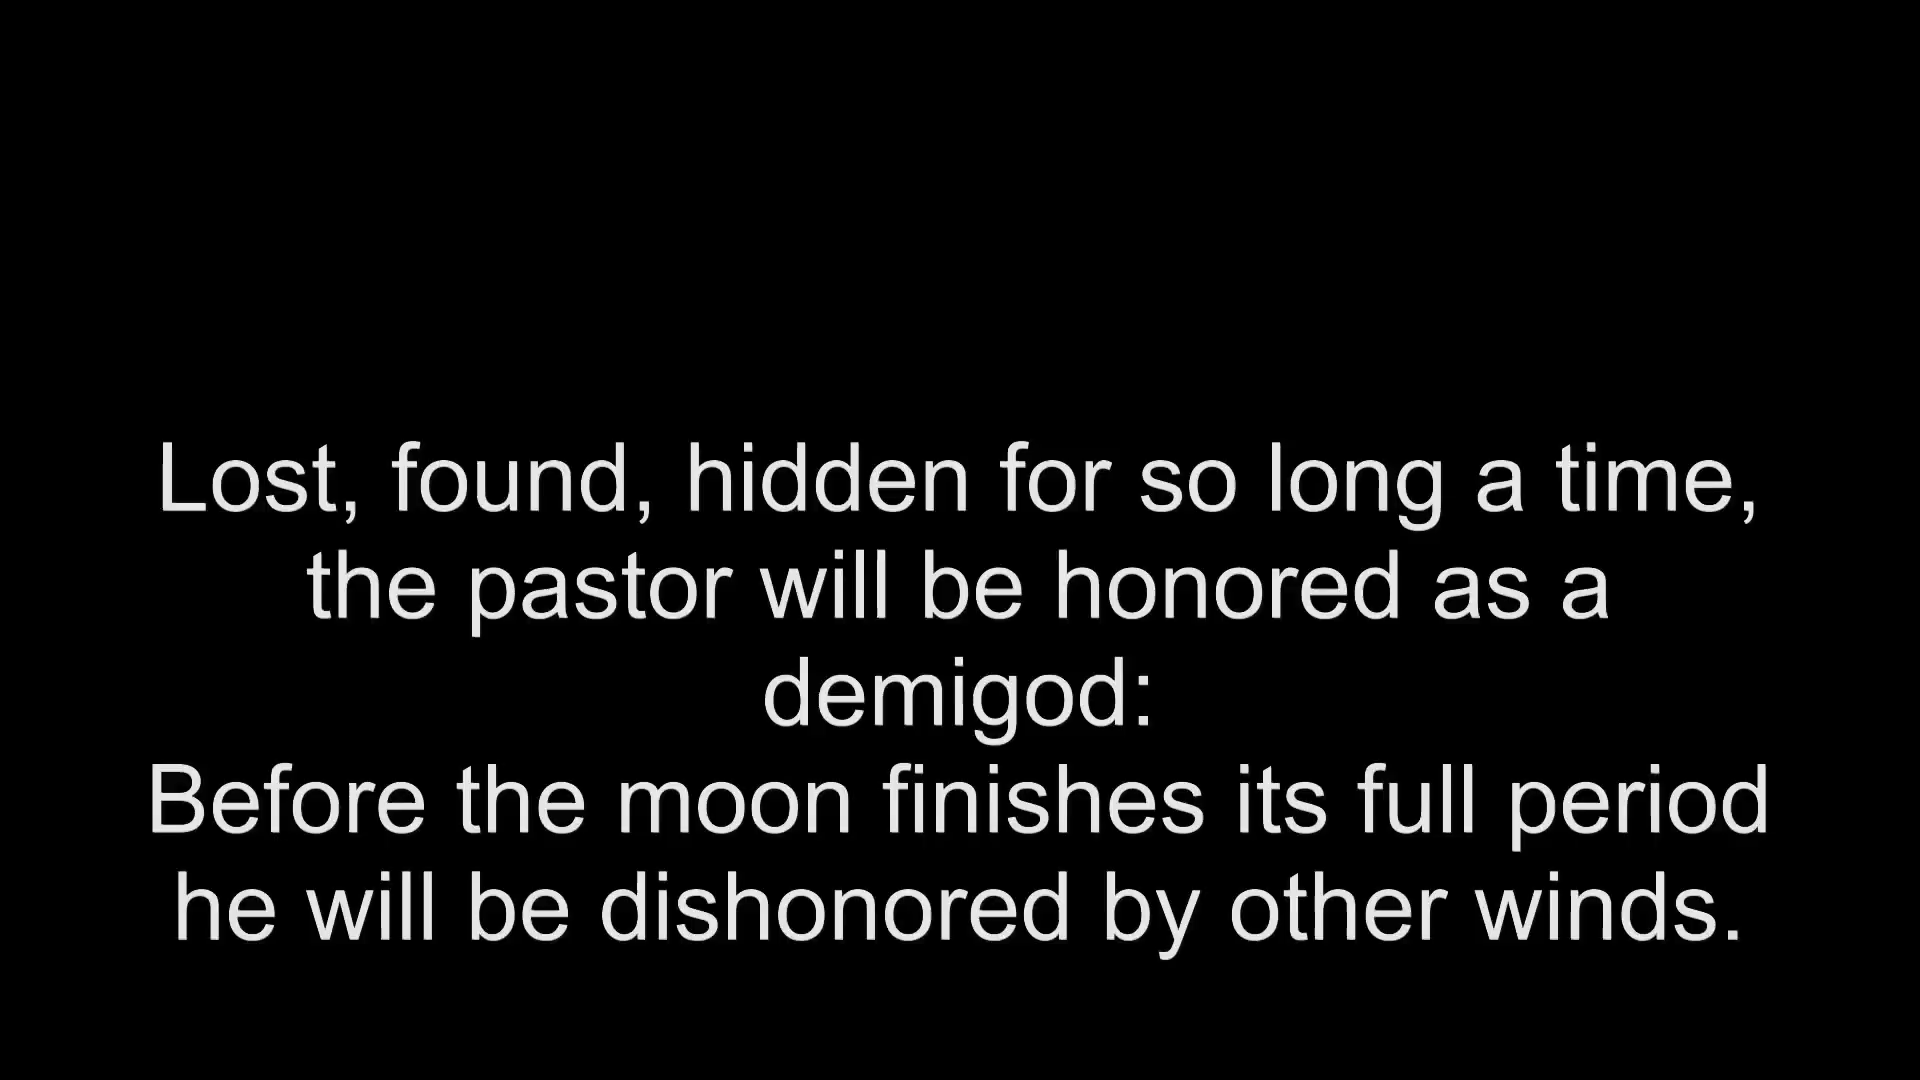 Lost, found, hidden for so long a time,
the pastor will be honored as a
demigod:
Before the moon finishes its full period
he will be dishonored by other winds.